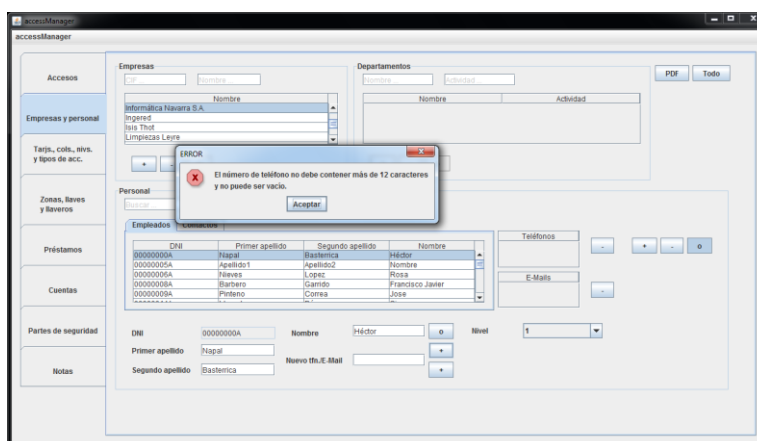 accessManager
accessManager
Accesos
Empresas y personal
Tarjs., cols., nivs.
y tipos de acc.
Zonas, llaves
y llaveros
Préstamos
Cuentas
Partes de seguridad
Notas
Empresas
CIF... Nombre...
Nombre
Informática Navarra S.A.
Ingered
Isis Thot
Limpiezas Leyre
+ -
Departamentos
Nombre... Actividad...
Nombre Actividad
PDF Todo
ERROR
El número de teléfono no debe contener más de 12 caracteres
y no puede ser vacío.
Aceptar
Personal
Buscar...
Empleados Contactos
DNI Primer apellido Segundo apellido Nombre
00000000A Napal Basterrica Héctor
00000005A Apellido1 Apellido2 Nombre
00000006A Nieves Lopez Rosa
00000008A Barbero Garrido Francisco Javier
00000009A Pinteno Correa Jose
Teléfonos
-
E-Mails
-
+ - o
DNI 00000000A Nombre Héctor o Nivel 1
Primer apellido Napal +
Nuevo tfn./E-Mail
Segundo apellido Basterrica +